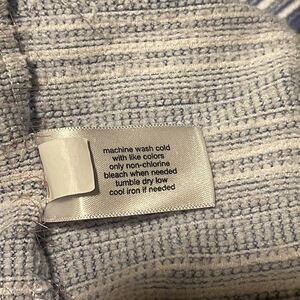 machine wash cold
with like colors
only non-chlorine
bleach when needed
tumble dry low
cool iron if needed